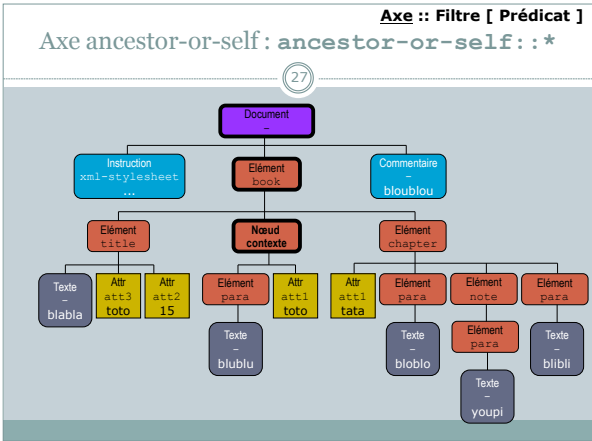 Axe :: Filtre [ Prédicat ]
Axe ancestor-or-self : ancestor-or-self::*
27
Document
–
Instruction
xml-stylesheet
...
Elément
book
Commentaire
–
bloublou
Elément
title
Nœud
contexte
Elément
chapter
Texte
–
blabla
Attr
att3
toto
Attr
att2
15
Elément
para
Attr
att1
toto
Attr
att1
tata
Elément
para
Elément
note
Elément
para
Texte
–
blublu
Texte
–
bloblo
Elément
para
Texte
–
blibli
Texte
–
youpi